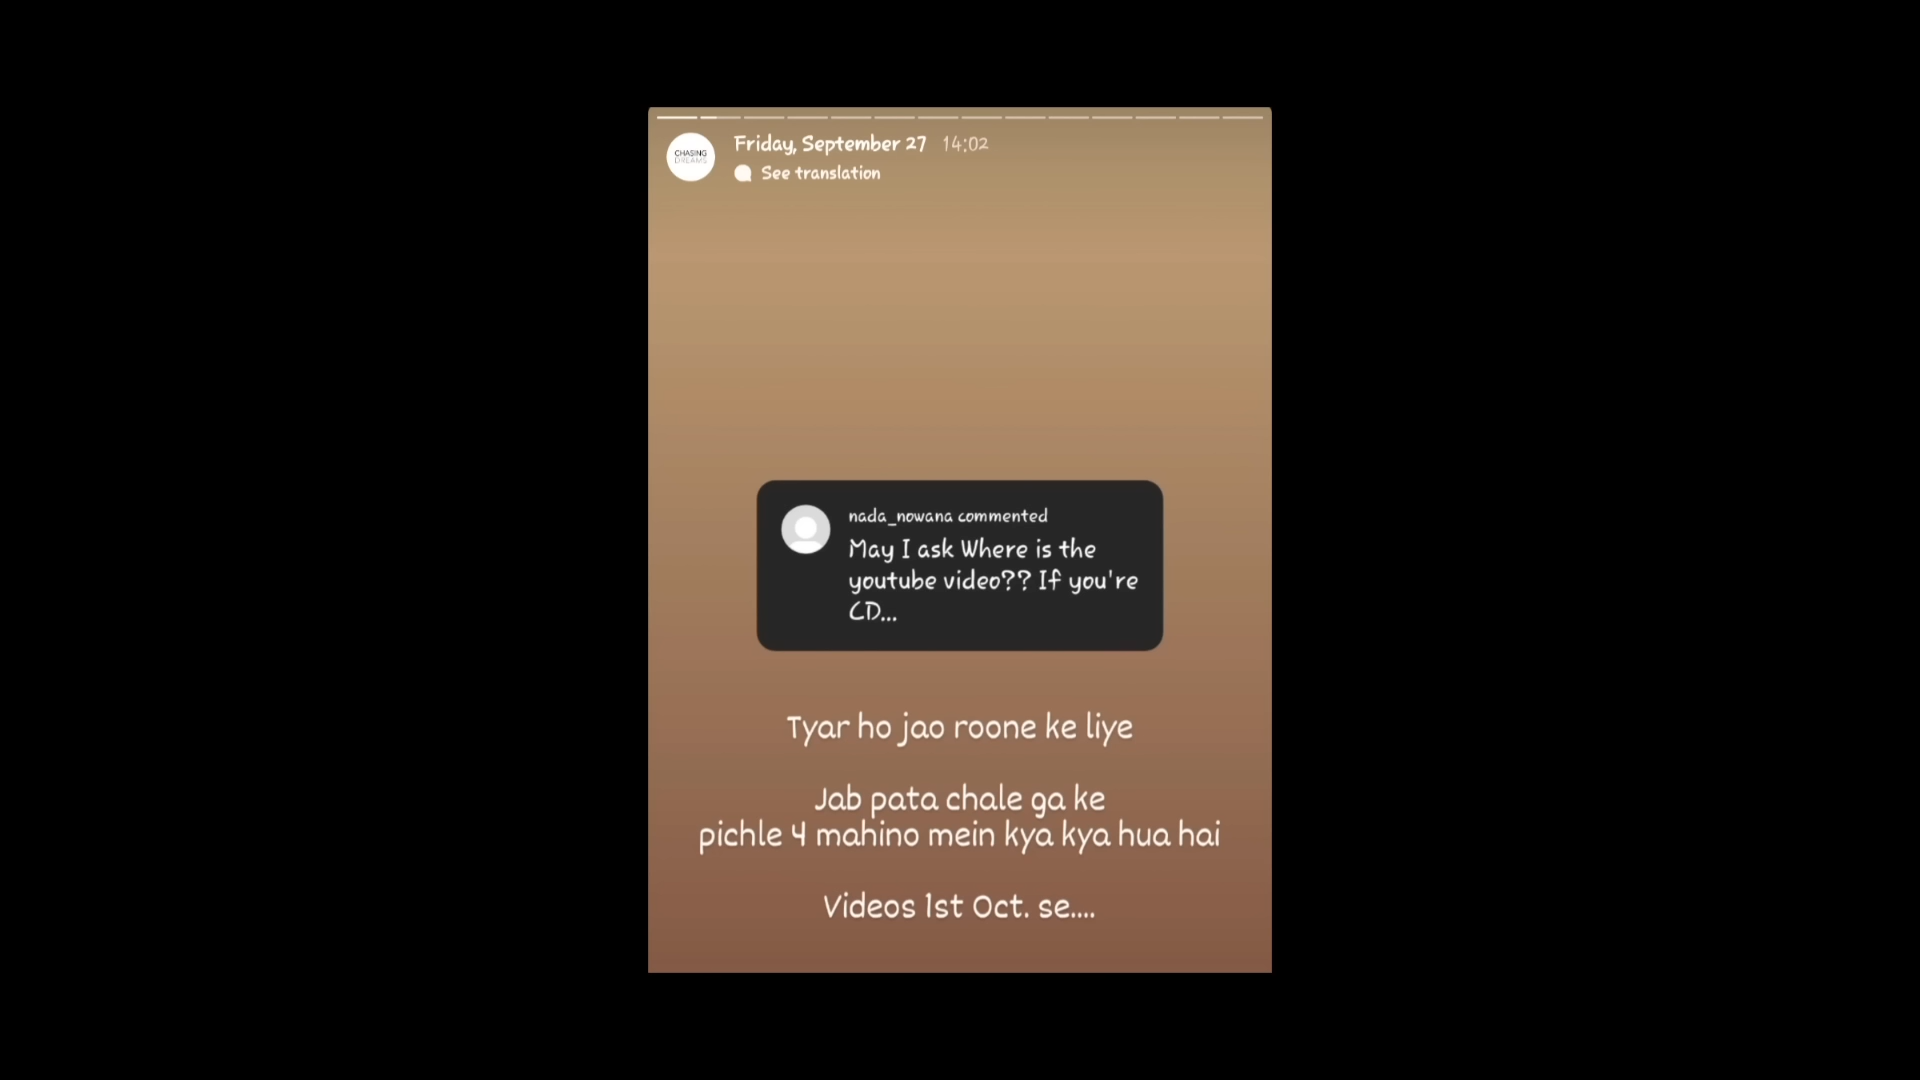 CHASING
DREAMS
Friday, September 27 14:02
See translation
nada_nowana commented
May I ask Where is the
youtube video?? If you're
CD...
Tyar ho jao roone ke liye
Jab pata chale ga ke
pichle 4 mahino mein kya kya hua hai
Videos 1st Oct. se....